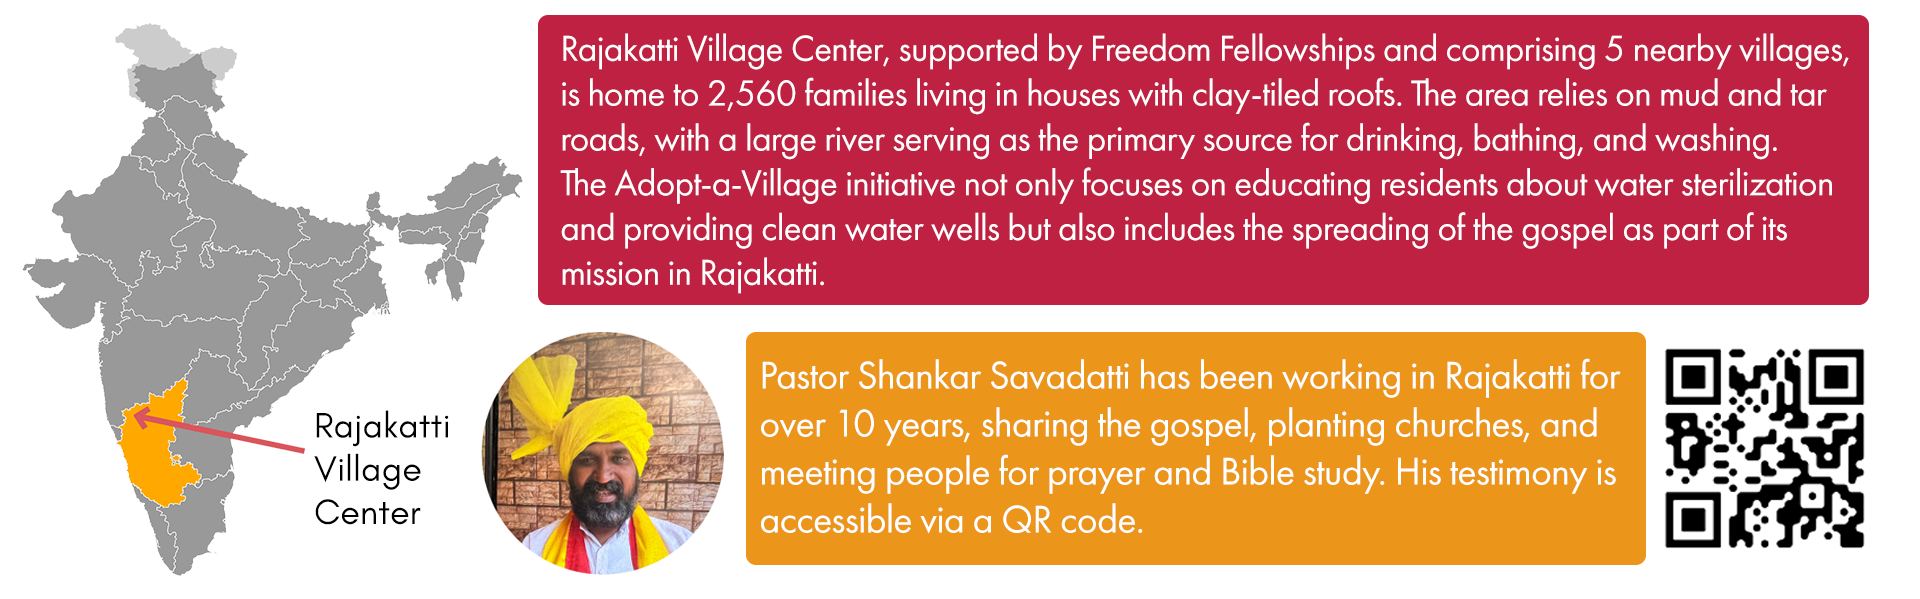 Rajakatti Village Center, supported by Freedom Fellowships and comprising 5 nearby villages,
is home to 2,560 families living in houses with clay-tiled roofs. The area relies on mud and tar
roads, with a large river serving as the primary source for drinking, bathing, and washing.
The Adopt-a-Village initiative not only focuses on educating residents about water sterilization
and providing clean water wells but also includes the spreading of the gospel as part of its
mission in Rajakatti.
Rajakatti
Village
Center
Pastor Shankar Savadatti has been working in Rajakatti for
over 10 years, sharing the gospel, planting churches, and
meeting people for prayer and Bible study. His testimony is
accessible via a QR code.